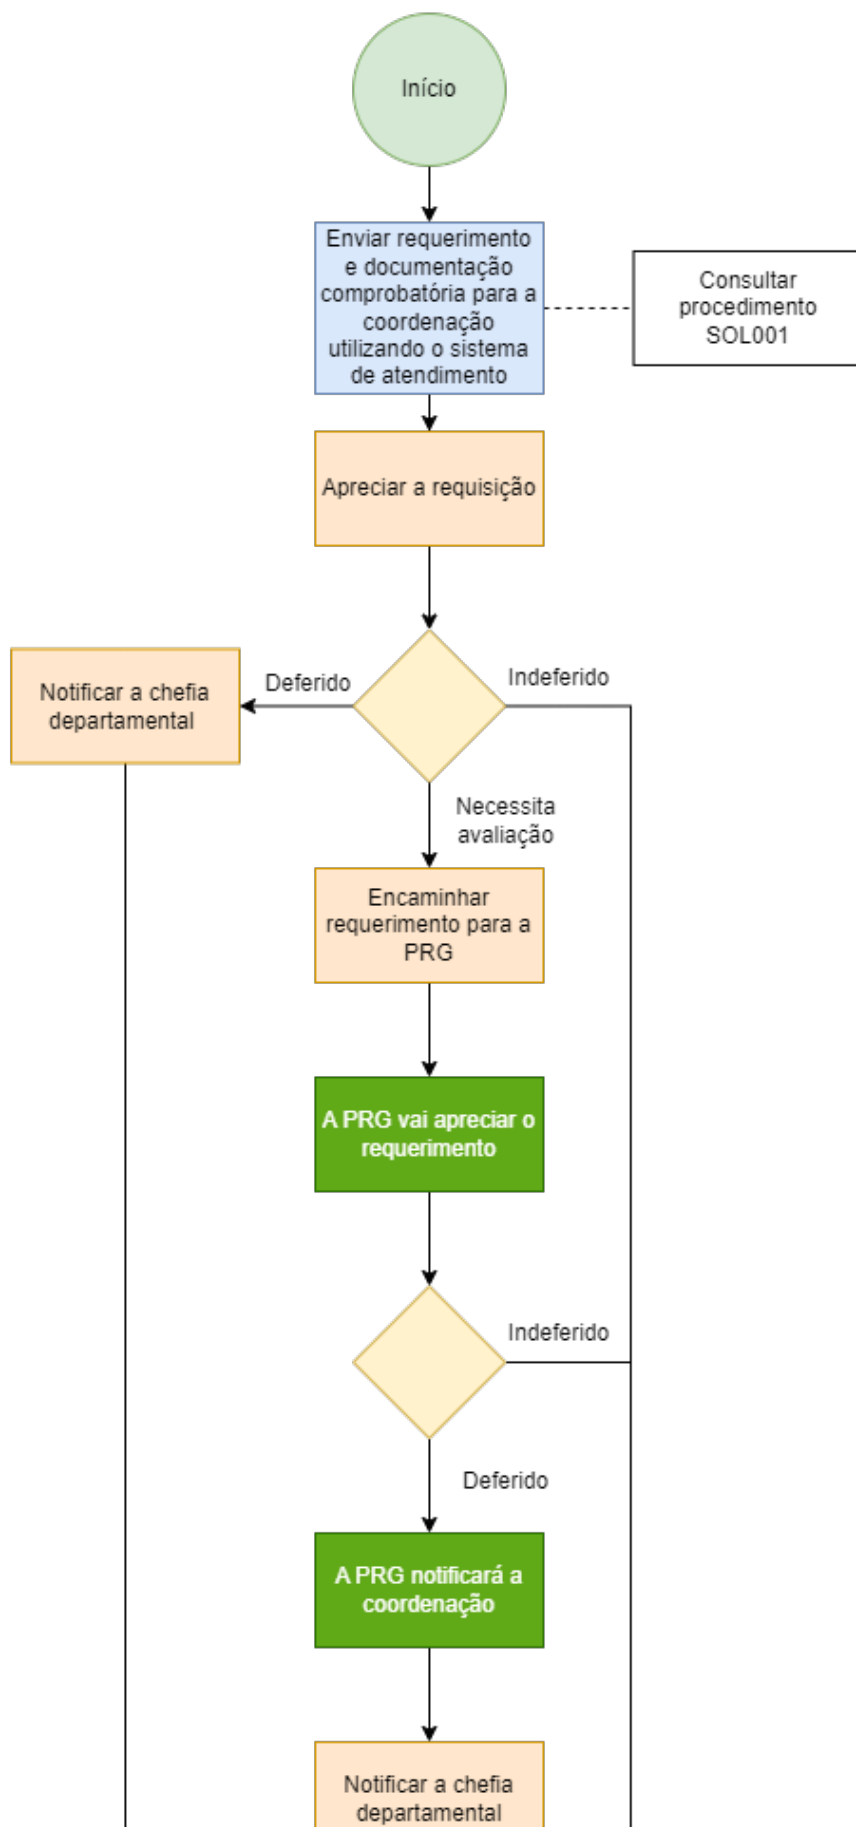 Início
Enviar requerimento
e documentação
comprobatória para a
coordenação
utilizando o sistema
de atendimento
Consultar
procedimento
SOL001
Apreciar a requisição
Notificar a chefia
departamental
Deferido
Indeferido
Necessita
avaliação
Encaminhar
requerimento para a
PRG
A PRG vai apreciar o
requerimento
Indeferido
Deferido
A PRG notificará a
coordenação
Notificar a chefia
departamental